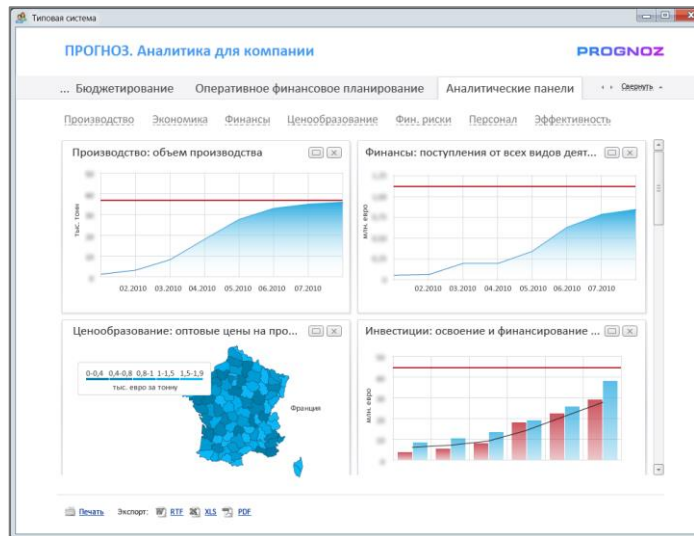 Типовая система
ПРОГНОЗ. Аналитика для компании
PROGNOZ
... Бюджетирование Оперативное финансовое планирование Аналитические панели Свернуть
Производство Экономика Финансы Ценообразование Фин. риски Персонал Эффективность
Производство: объем производства
тыс. тонн
02.2010 03.2010 04.2010 05.2010 06.2010 07.2010
Финансы: поступления от всех видов деят...
млн. евро
02.2010 03.2010 04.2010 05.2010 06.2010 07.2010
Ценообразование: оптовые цены на про...
0-0,4 0,4-0,8 0,8-1 1-1,5 1,5-1,9
тыс. евро за тонну
Франция
Инвестиции: освоение и финансирование ...
млн. евро
Печать Экспорт: RTF XLS PDF